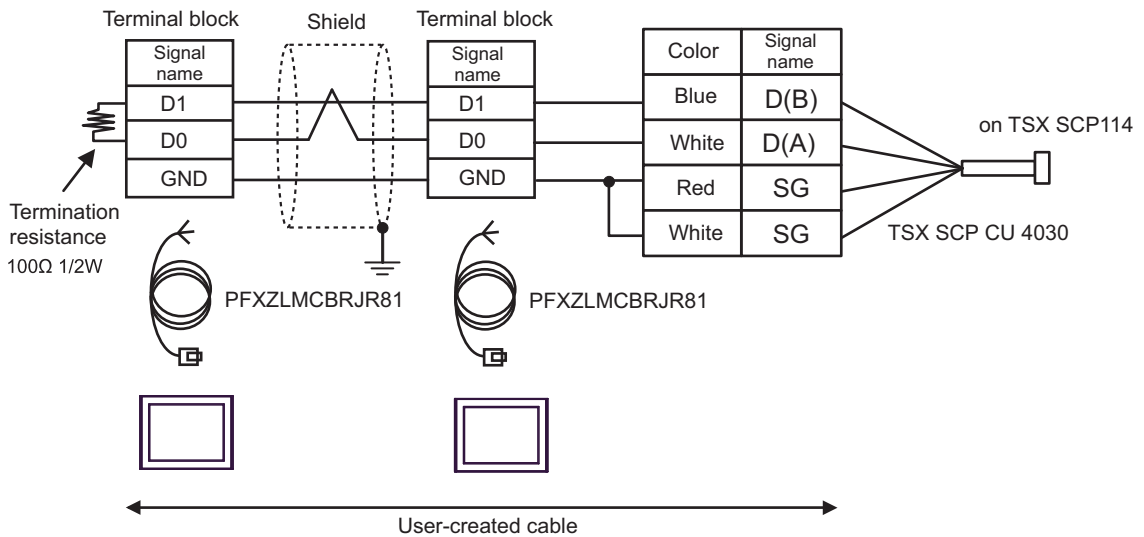 Terminal block
Shield
Terminal block
Signal
name
D1
D0
GND
Signal
name
D1
D0
GND
Color
Signal
name
Blue
D(B)
White
D(A)
Red
SG
White
SG
on TSX SCP114
TSX SCP CU 4030
Termination
resistance
100Ω 1/2W
PFXZLMCBRJR81
PFXZLMCBRJR81
User-created cable